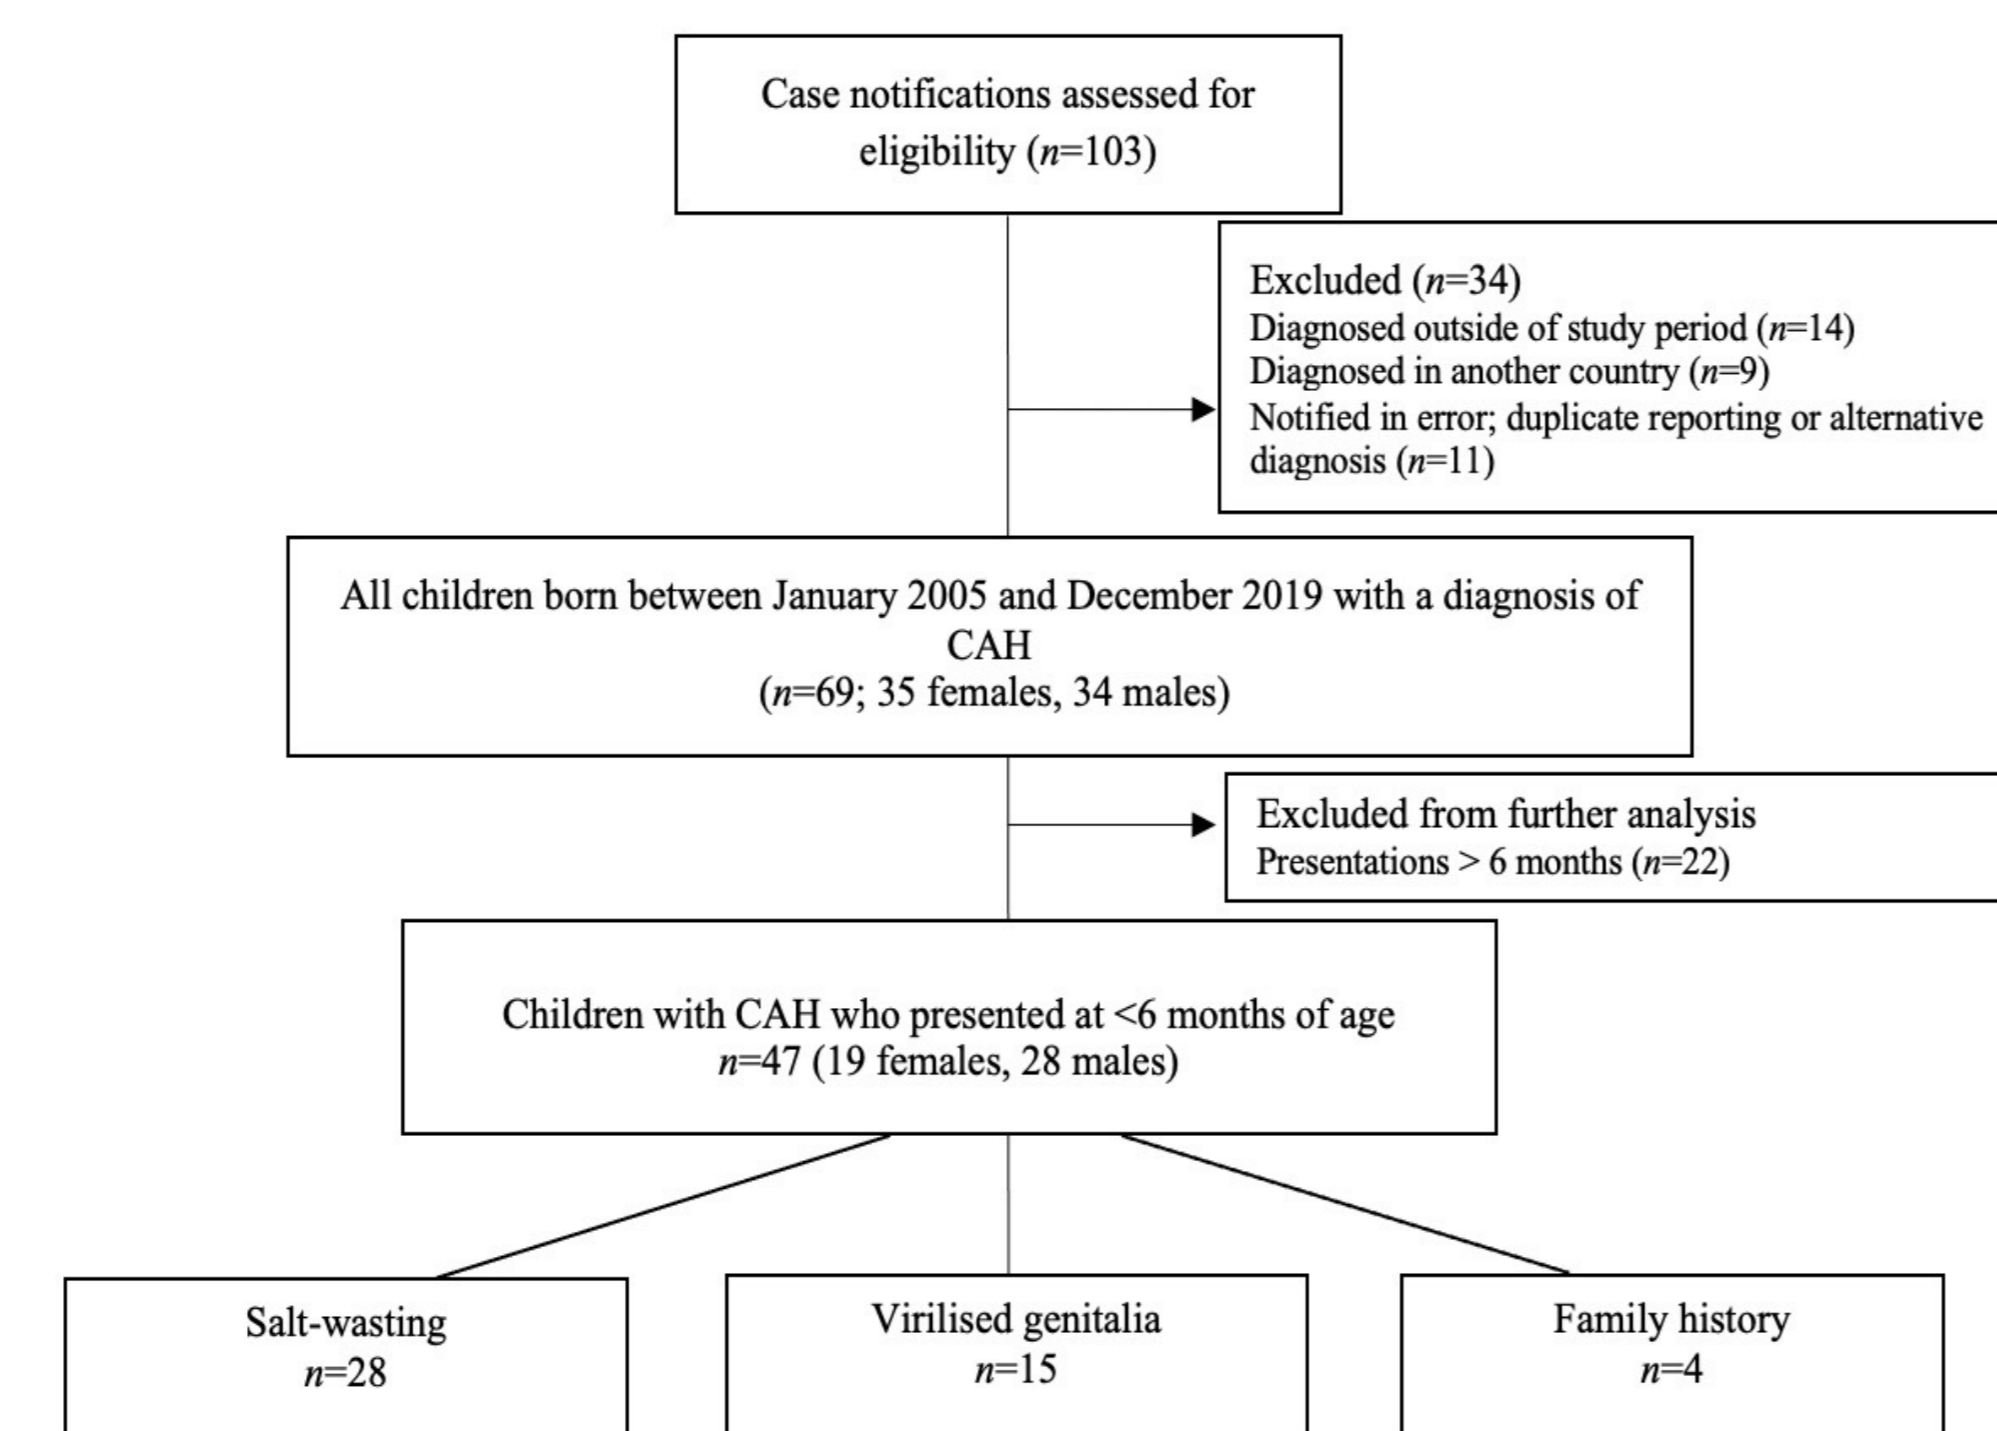 Case notifications assessed for
eligibility (n=103)
Excluded (n=34)
Diagnosed outside of study period (n=14)
Diagnosed in another country (n=9)
Notified in error; duplicate reporting or alternative
diagnosis (n=11)
All children born between January 2005 and December 2019 with a diagnosis of
CAH
(n=69; 35 females, 34 males)
Excluded from further analysis
Presentations > 6 months (n=22)
Children with CAH who presented at <6 months of age
n=47 (19 females, 28 males)
Salt-wasting
n=28
Virilised genitalia
n=15
Family history
n=4